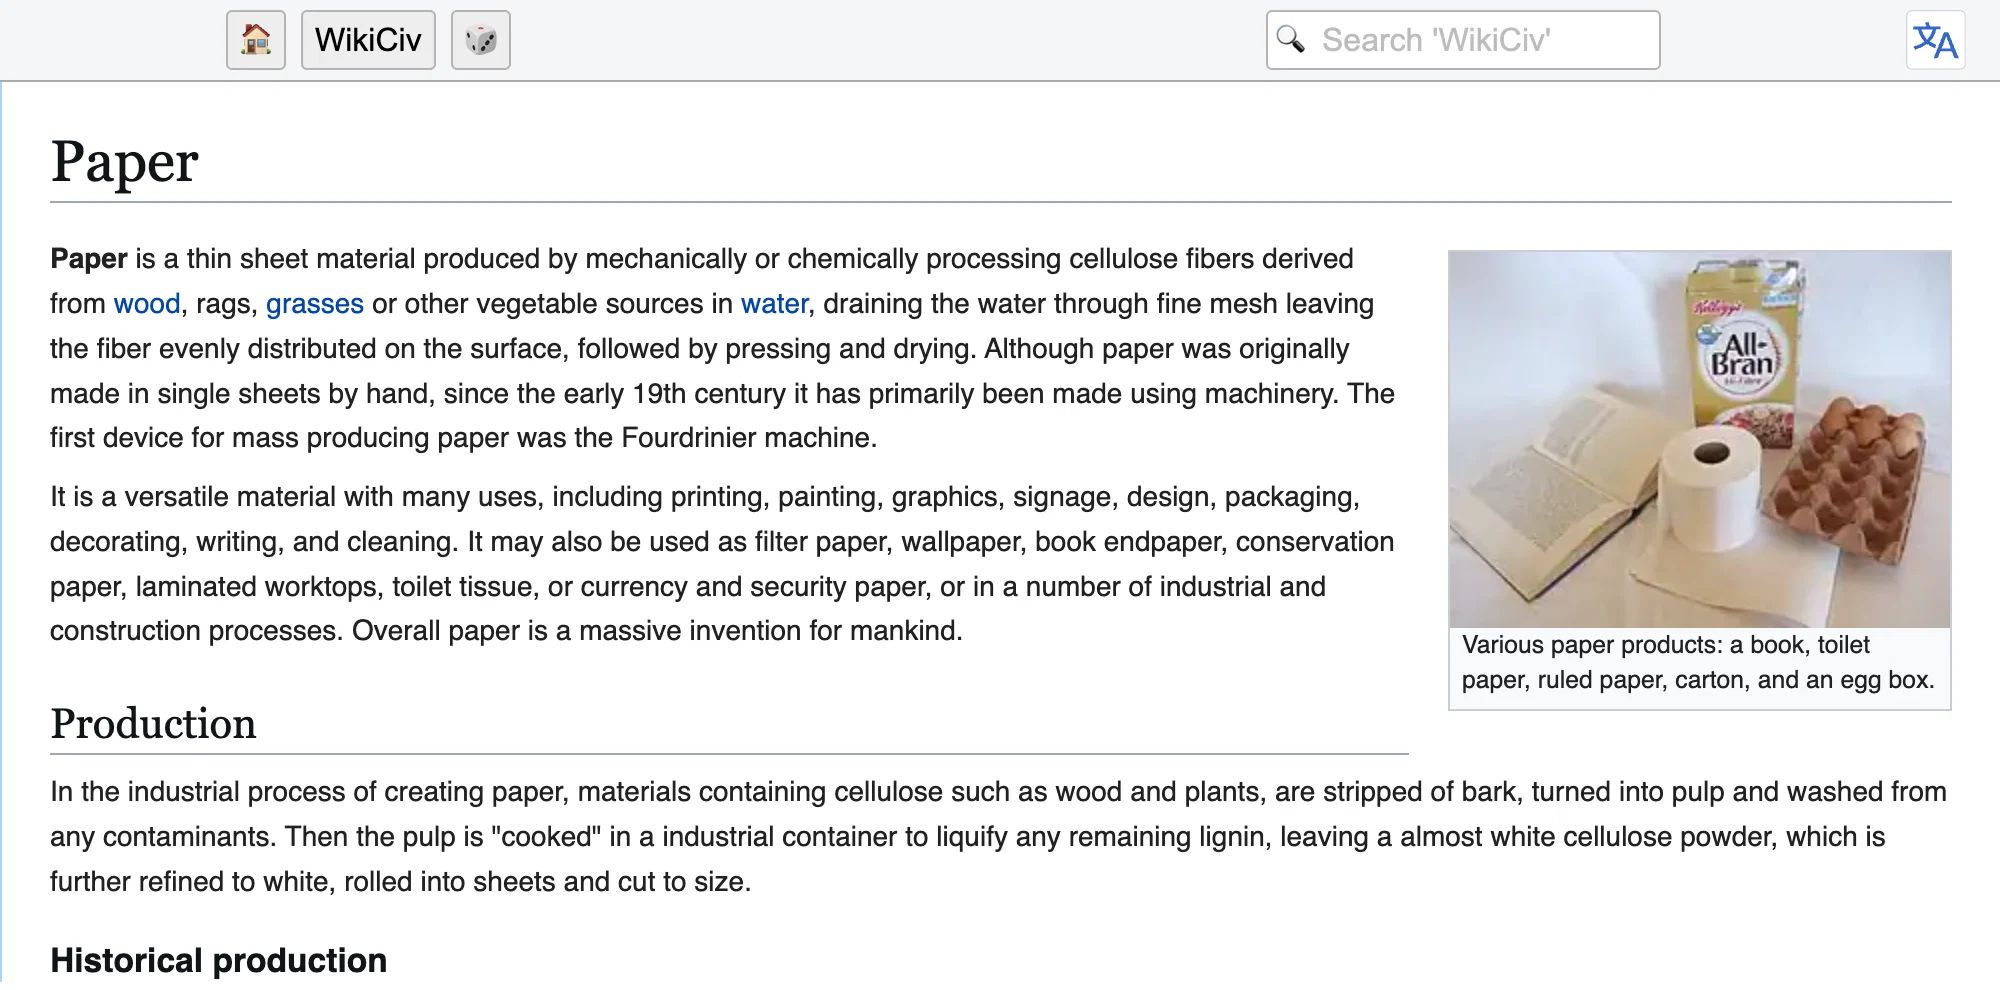 WikiCiv
Search 'WikiCiv'
Paper
Paper is a thin sheet material produced by mechanically or chemically processing cellulose fibers derived
from wood, rags, grasses or other vegetable sources in water, draining the water through fine mesh leaving
the fiber evenly distributed on the surface, followed by pressing and drying. Although paper was originally
made in single sheets by hand, since the early 19th century it has primarily been made using machinery. The
first device for mass producing paper was the Fourdrinier machine.
It is a versatile material with many uses, including printing, painting, graphics, signage, design, packaging,
decorating, writing, and cleaning. It may also be used as filter paper, wallpaper, book endpaper, conservation
paper, laminated worktops, toilet tissue, or currency and security paper, or in a number of industrial and
construction processes. Overall paper is a massive invention for mankind.
Kellogg's
All-
Bran
Hi-Fibre
Various paper products: a book, toilet
paper, ruled paper, carton, and an egg box.
Production
In the industrial process of creating paper, materials containing cellulose such as wood and plants, are stripped of bark, turned into pulp and washed from
any contaminants. Then the pulp is "cooked" in a industrial container to liquify any remaining lignin, leaving a almost white cellulose powder, which is
further refined to white, rolled into sheets and cut to size.
Historical production